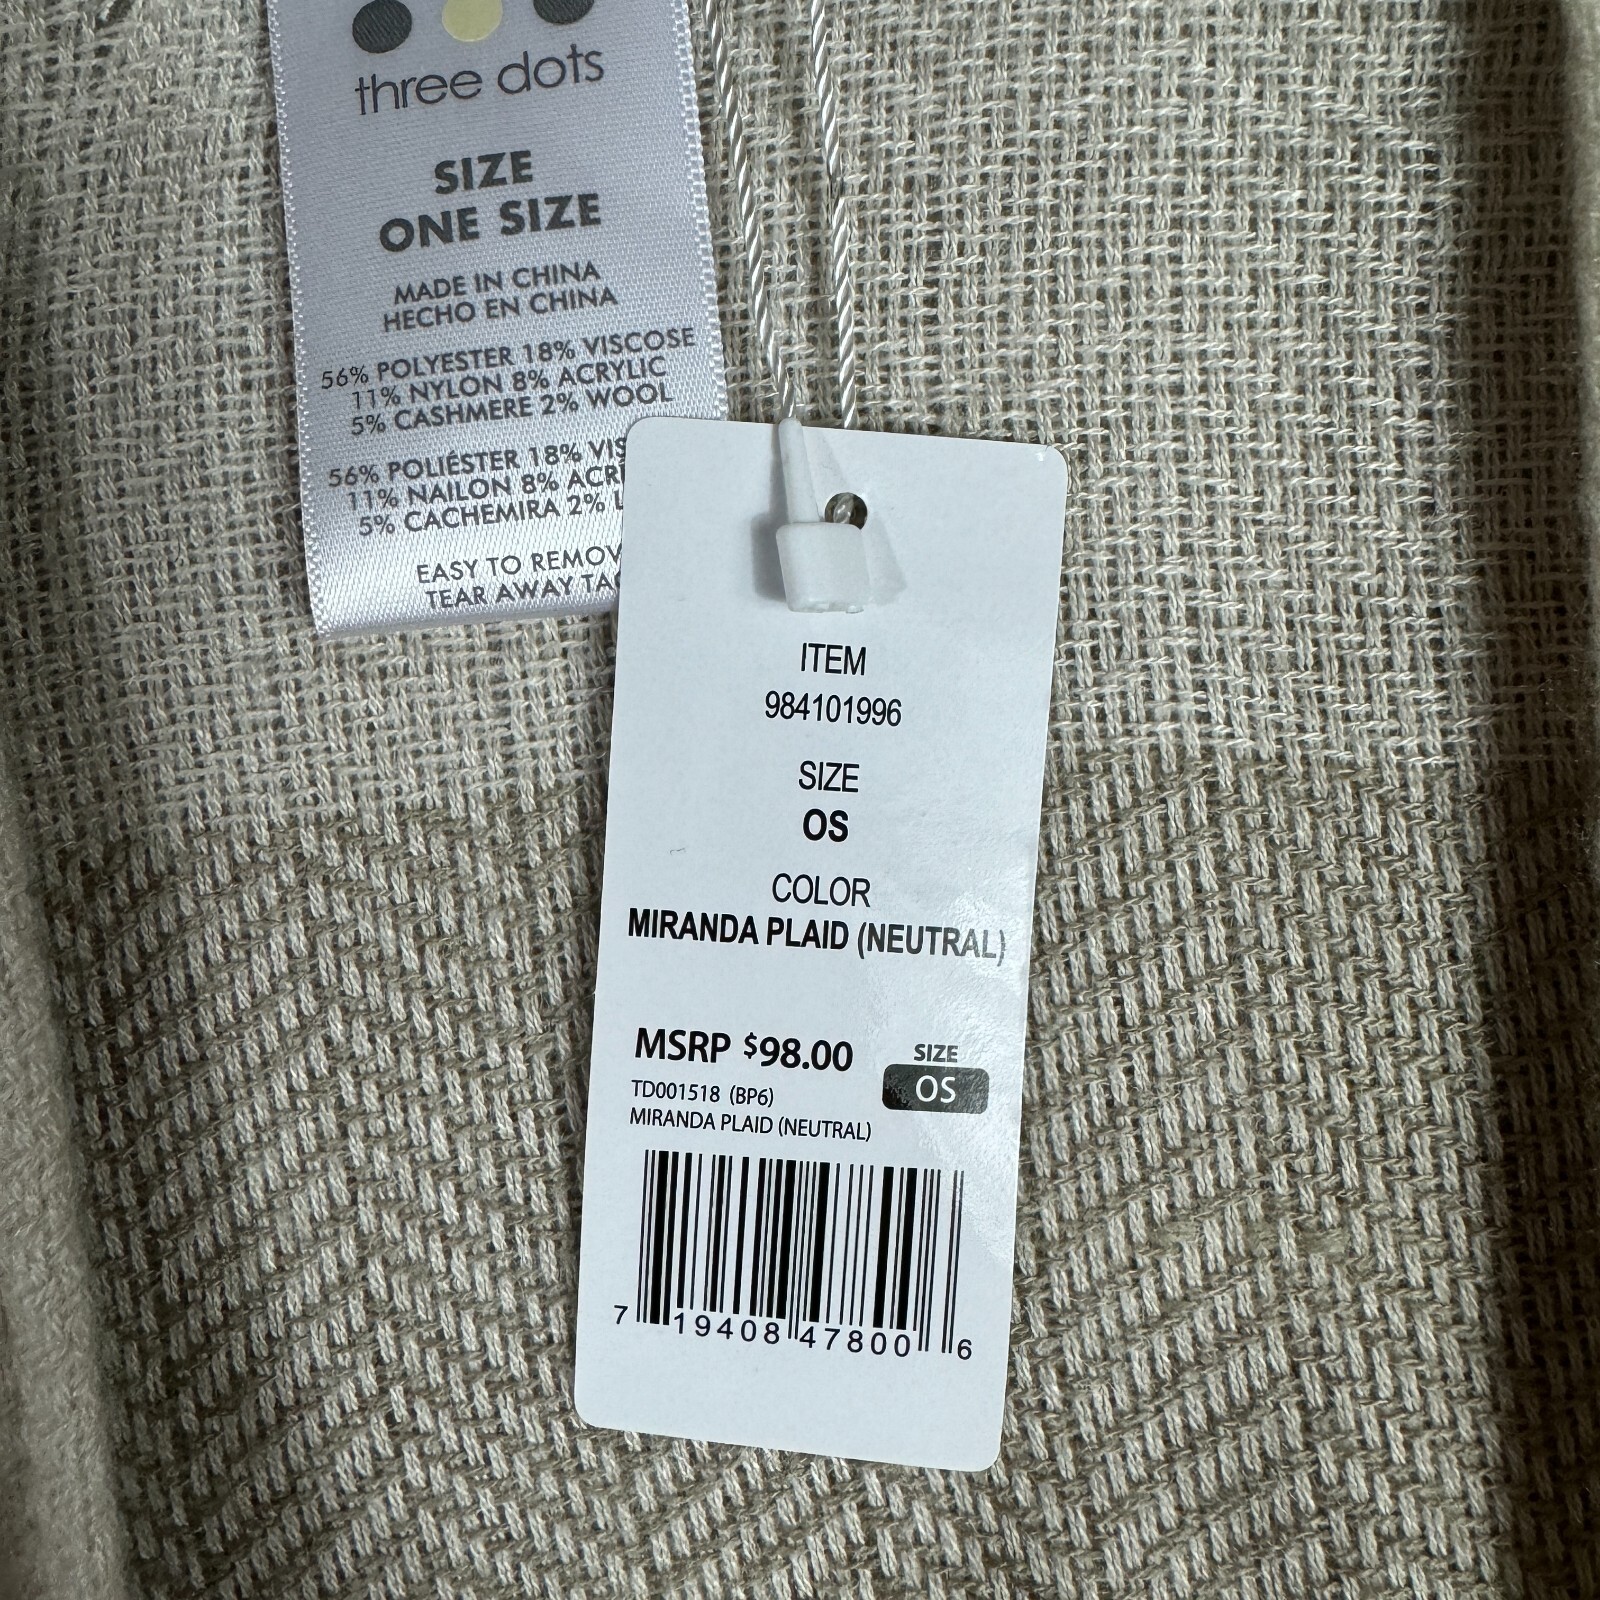 three dots
SIZE
ONE SIZE
MADE IN CHINA
HECHO EN CHINA
56% POLYESTER 18% VISCOSE
11% NYLON 8% ACRYLIC
5% CASHMERE 2% WOOL
56% POLIÉSTER 18% VIS
11% NAILON 8% ACR
5% CACHEMIRA 2%
EASY TO REMOV
TEAR AWAY TAG
ITEM
984101996
SIZE
OS
COLOR
MIRANDA PLAID (NEUTRAL)
MSRP $98.00
SIZE
OS
TD001518 (BP6)
MIRANDA PLAID (NEUTRAL)
7 19408 47800 6